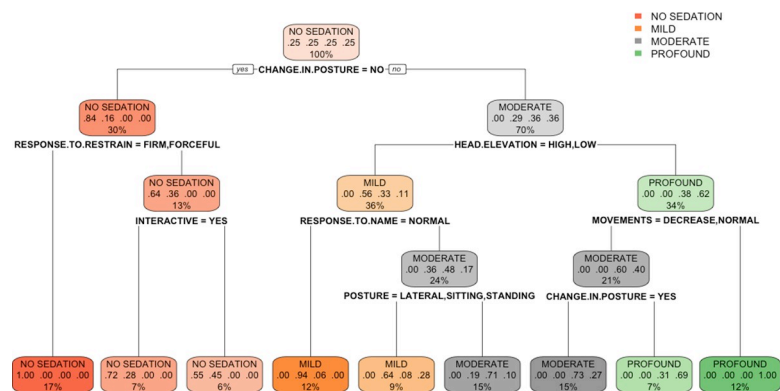 NO SEDATION
MILD
MODERATE
PROFOUND
NO SEDATION
.25 .25 .25 .25
100%
yes CHANGE.IN.POSTURE = NO no
NO SEDATION
.84 .16 .00 .00
30%
MODERATE
.00 .29 .36 .36
70%
RESPONSE.TO.RESTRAIN = FIRM,FORCEFUL
HEAD.ELEVATION = HIGH,LOW
NO SEDATION
.64 .36 .00 .00
13%
MILD
.00 .56 .33 .11
36%
PROFOUND
.00 .00 .38 .62
34%
INTERACTIVE = YES
RESPONSE.TO.NAME = NORMAL
MOVEMENTS = DECREASE,NORMAL
MODERATE
.00 .36 .48 .17
24%
MODERATE
.00 .00 .60 .40
21%
POSTURE = LATERAL,SITTING,STANDING
CHANGE.IN.POSTURE = YES
NO SEDATION
1.00 .00 .00 .00
17%
NO SEDATION
.72 .28 .00 .00
7%
NO SEDATION
.55 .45 .00 .00
6%
MILD
.00 .94 .06 .00
12%
MILD
.00 .64 .08 .28
9%
MODERATE
.00 .19 .71 .10
15%
MODERATE
.00 .00 .73 .27
15%
PROFOUND
.00 .00 .31 .69
7%
PROFOUND
.00 .00 .00 1.00
12%